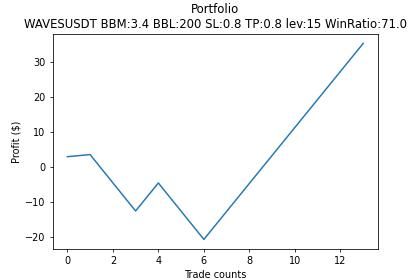 Portfolio
WAVESUSDT BBM:3.4 BBL:200 SL:0.8 TP:0.8 lev:15 WinRatio:71.0
30
20
10
0
−10
−20
Profit ($)
0 2 4 6 8 10 12
Trade counts